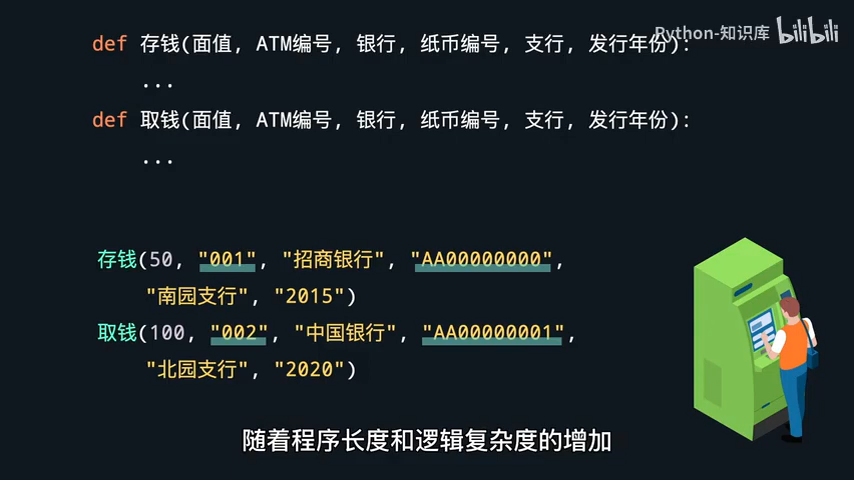 Python-知识库 bilibili
def 存钱(面值, ATM编号, 银行, 纸币编号, 支行, 发行年份):
...
def 取钱(面值, ATM编号, 银行, 纸币编号, 支行, 发行年份):
...
存钱(50, "001", "招商银行", "AA00000000",
"南园支行", "2015")
取钱(100, "002", "中国银行", "AA00000001",
"北园支行", "2020")
随着程序长度和逻辑复杂度的增加